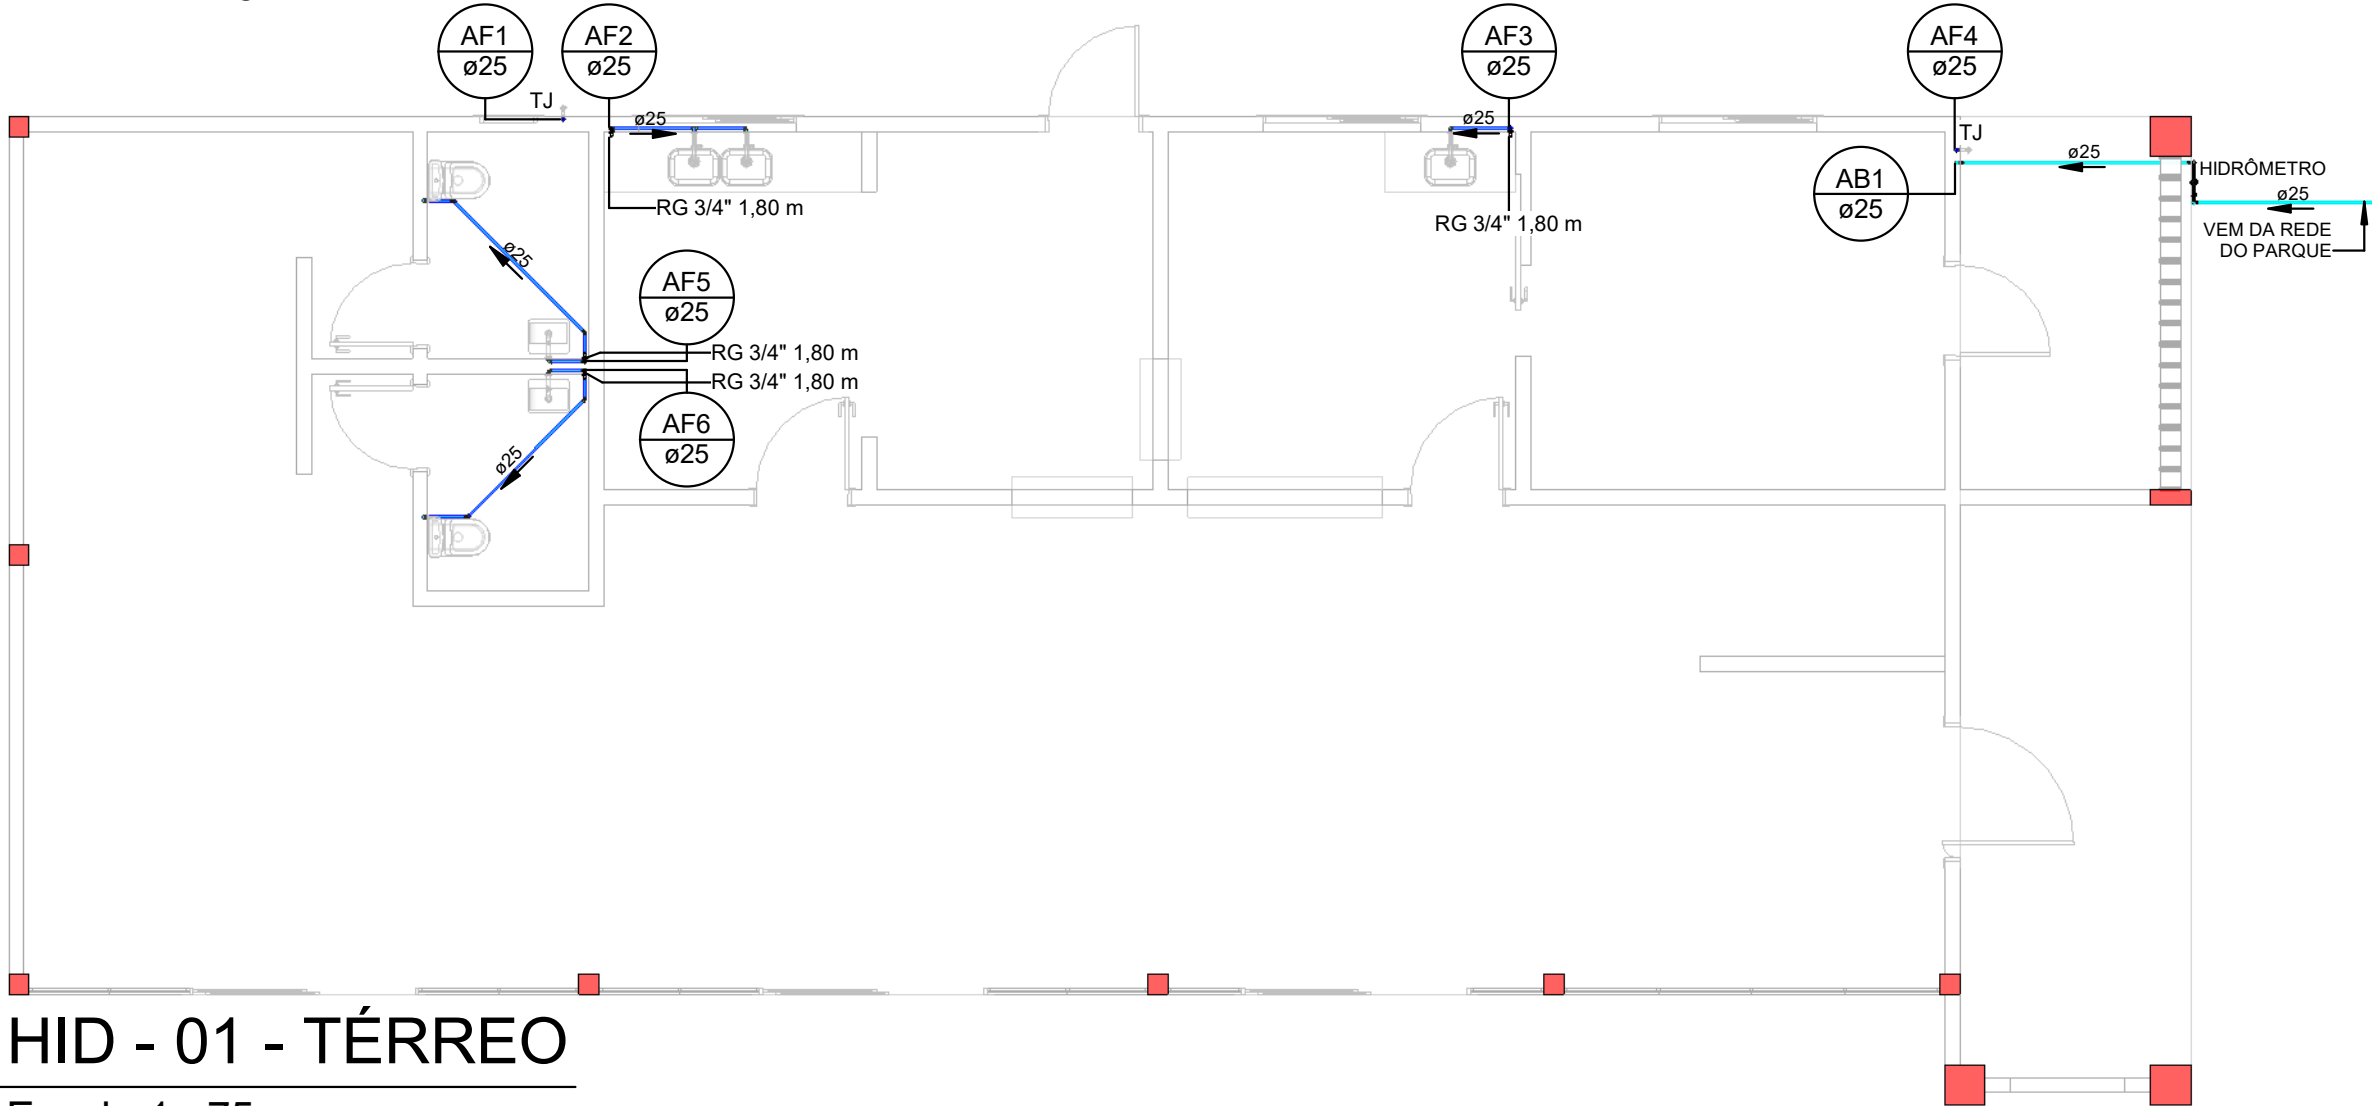 AF1
ø25
AF2
ø25
AF3
ø25
AF4
ø25
TJ
ø25
ø25
TJ
ø25
HIDRÔMETRO
AB1
ø25
ø25
RG 3/4" 1,80 m
RG 3/4" 1,80 m
VEM DA REDE
DO PARQUE
ø25
AF5
ø25
RG 3/4" 1,80 m
RG 3/4" 1,80 m
AF6
ø25
ø25
HID - 01 - TÉRREO